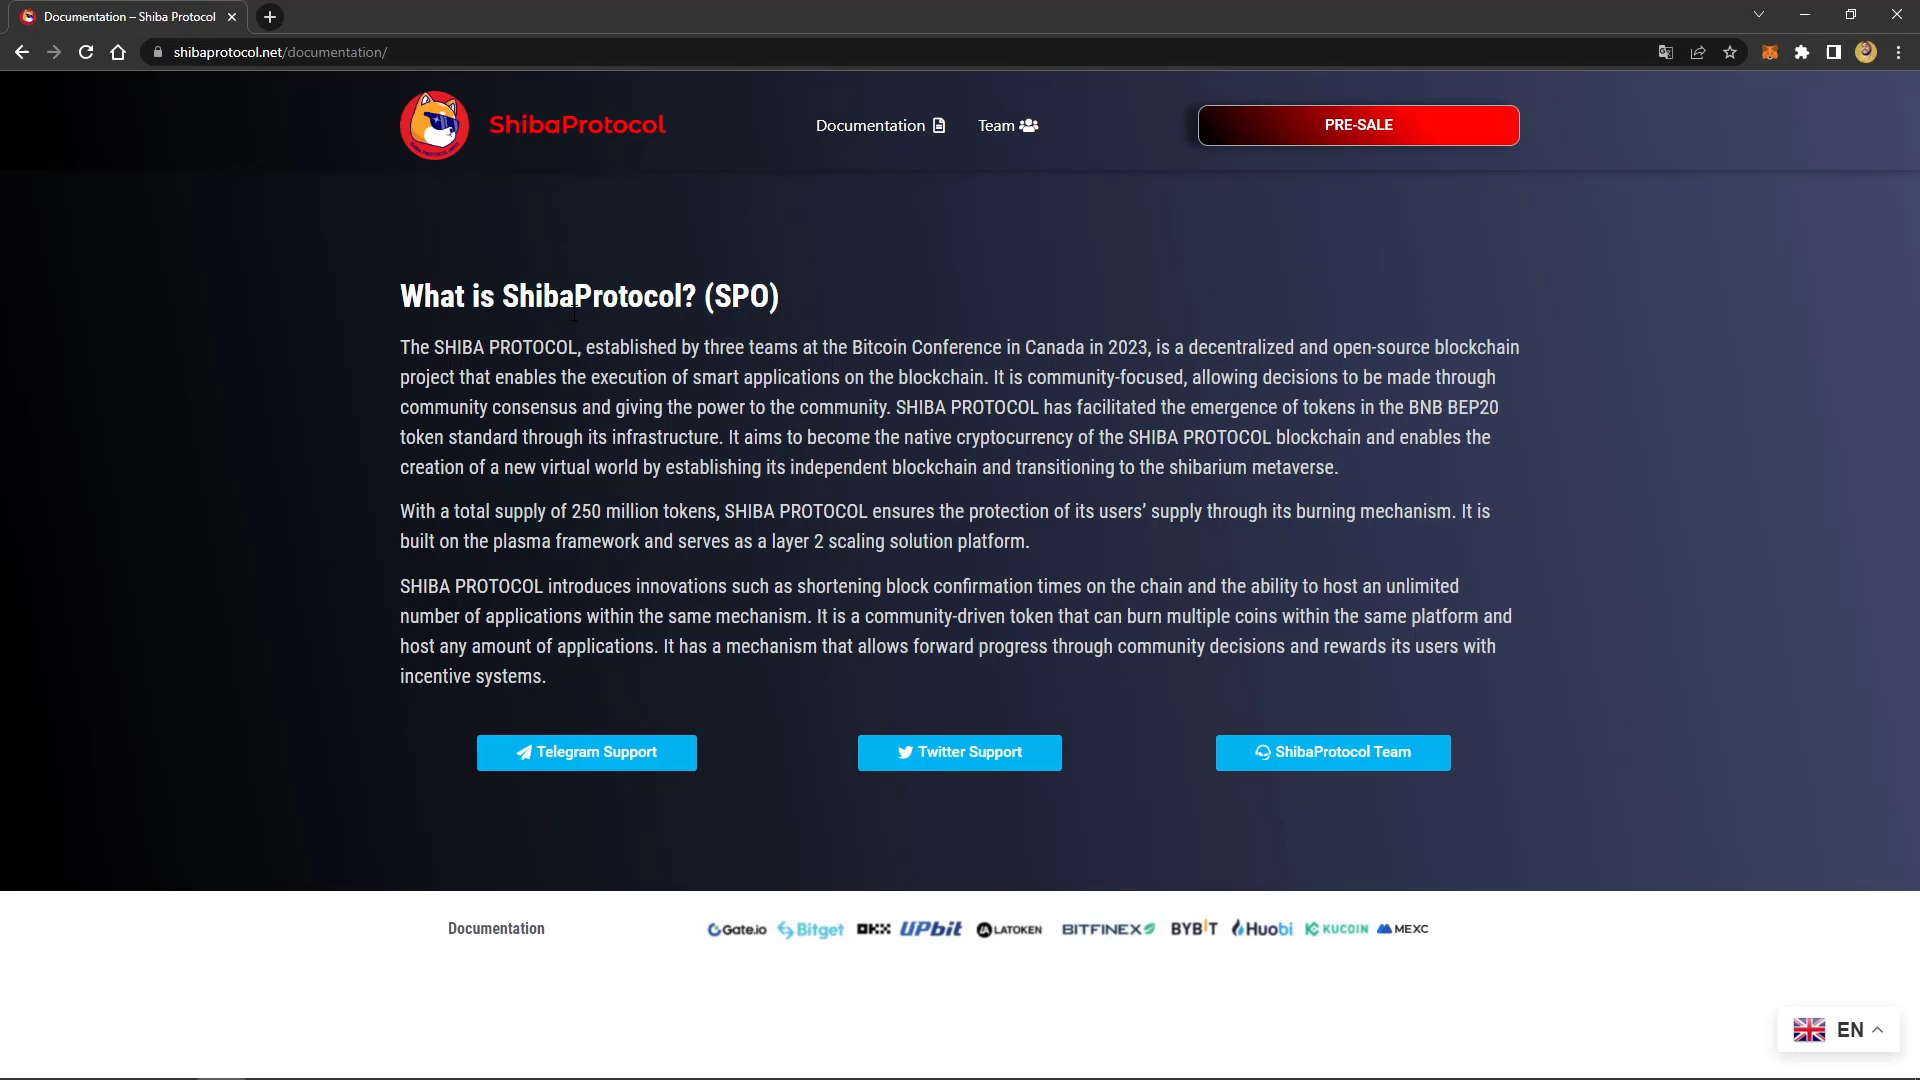 Documentation – Shiba Protocol
shibaprotocol.net/documentation/
ShibaProtocol
Documentation
Team
PRE-SALE
What is ShibaProtocol? (SPO)
The SHIBA PROTOCOL, established by three teams at the Bitcoin Conference in Canada in 2023, is a decentralized and open-source blockchain
project that enables the execution of smart applications on the blockchain. It is community-focused, allowing decisions to be made through
community consensus and giving the power to the community. SHIBA PROTOCOL has facilitated the emergence of tokens in the BNB BEP20
token standard through its infrastructure. It aims to become the native cryptocurrency of the SHIBA PROTOCOL blockchain and enables the
creation of a new virtual world by establishing its independent blockchain and transitioning to the shibarium metaverse.
With a total supply of 250 million tokens, SHIBA PROTOCOL ensures the protection of its users’ supply through its burning mechanism. It is
built on the plasma framework and serves as a layer 2 scaling solution platform.
SHIBA PROTOCOL introduces innovations such as shortening block confirmation times on the chain and the ability to host an unlimited
number of applications within the same mechanism. It is a community-driven token that can burn multiple coins within the same platform and
host any amount of applications. It has a mechanism that allows forward progress through community decisions and rewards its users with
incentive systems.
Telegram Support
Twitter Support
ShibaProtocol Team
Documentation
Gate.io Bitget OKX UPbit LATOKEN BITFINEX BYBIT Huobi KUCOIN MEXC
EN